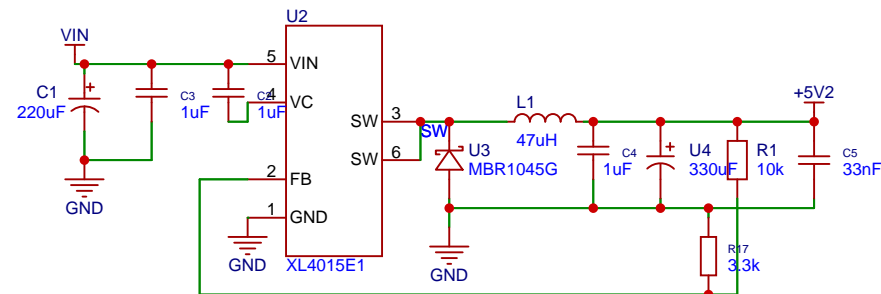 U2
VIN
5
VIN
C1
220uF
C3
1uF
C2
1uF
4
VC
SW
3
SW
SW
6
L1
47uH
+5V2
U3
MBR1045G
C4
1uF
U4
330uF
R1
10k
C5
33nF
2
FB
GND
1
GND
GND
GND
XL4015E1
R17
3.3k